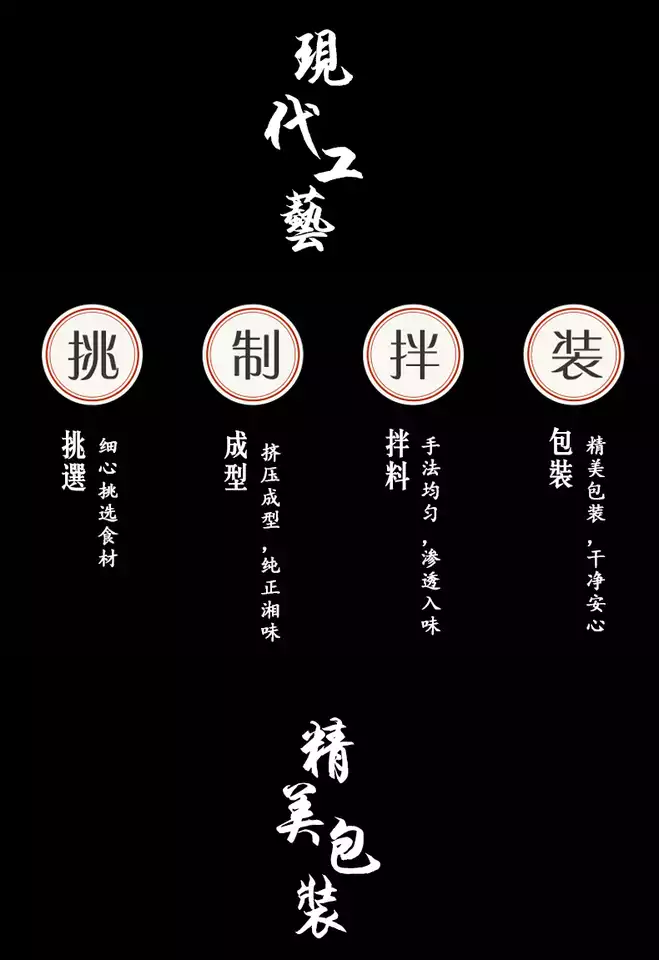 現代工藝
挑
制
拌
装
挑選
细心挑选食材
成型
挤压成型,纯正湘味
拌料
手法均匀,渗透入味
包装
精美包装,干净安心
精美包裝